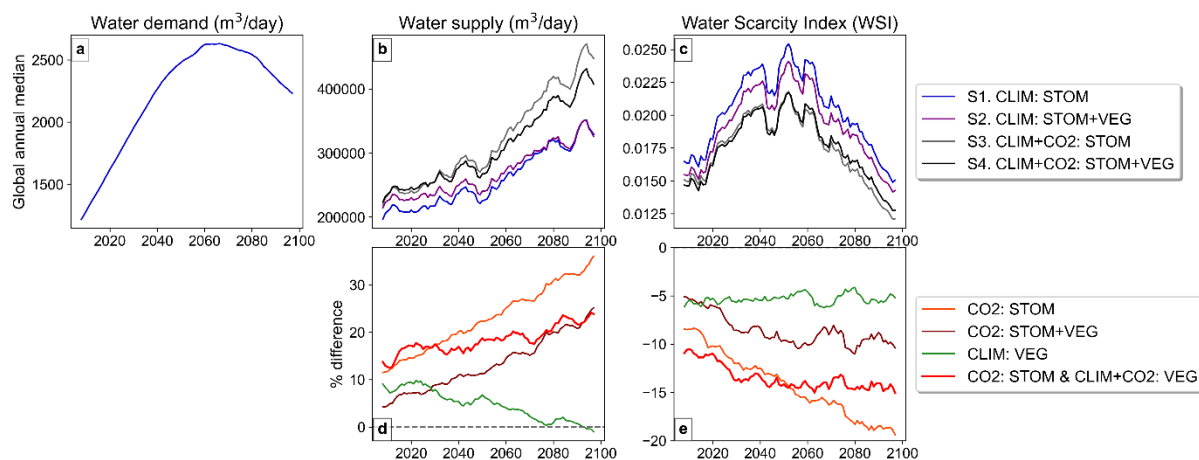 Water demand (m³/day)
Water supply (m³/day)
Water Scarcity Index (WSI)
a
b
c
Global annual median
2500
2000
1500
2020 2040 2060 2080 2100
400000
300000
200000
2020 2040 2060 2080 2100
0.0250
0.0225
0.0200
0.0175
0.0150
0.0125
2020 2040 2060 2080 2100
S1. CLIM: STOM
S2. CLIM: STOM+VEG
S3. CLIM+CO2: STOM
S4. CLIM+CO2: STOM+VEG
% difference
30
20
10
0
d
2020 2040 2060 2080 2100
0
−5
−10
−15
−20
e
2020 2040 2060 2080 2100
CO2: STOM
CO2: STOM+VEG
CLIM: VEG
CO2: STOM & CLIM+CO2: VEG